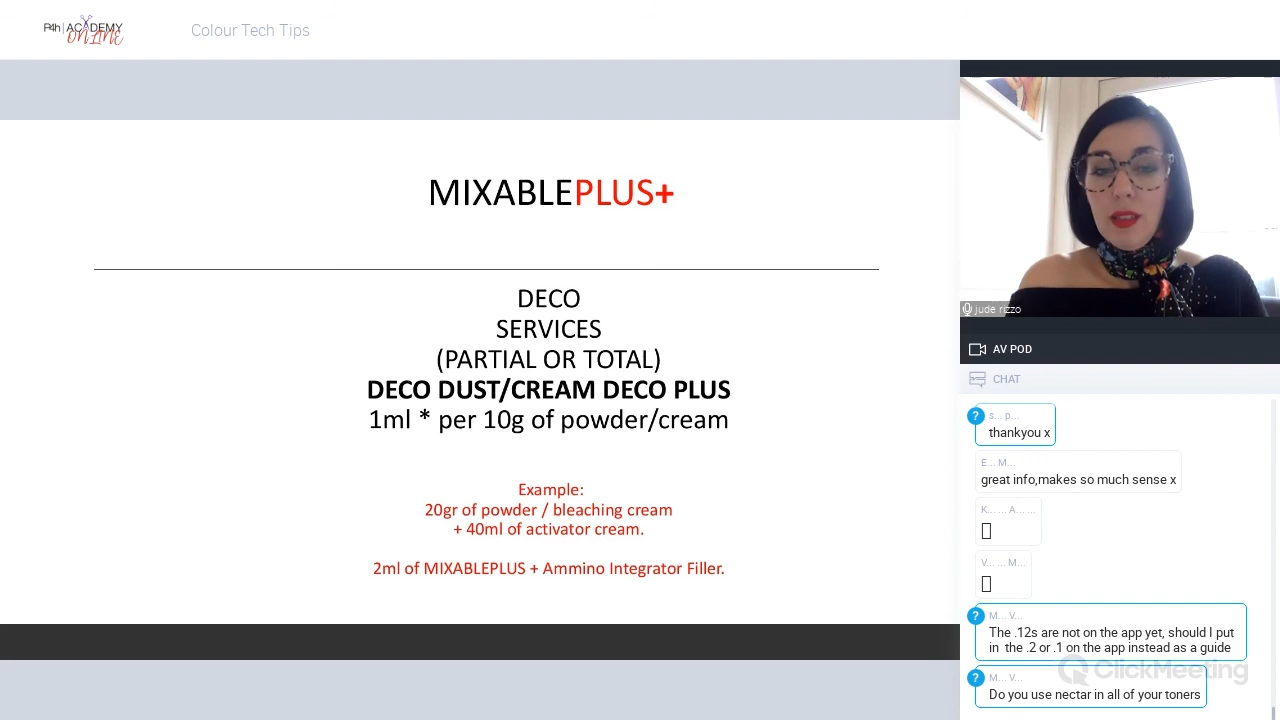 P4h | ACADEMY
ONLINE
Colour Tech Tips
MIXABLEPLUS+
DECO
SERVICES
(PARTIAL OR TOTAL)
DECO DUST/CREAM DECO PLUS
1ml * per 10g of powder/cream
Example:
20gr of powder / bleaching cream
+ 40ml of activator cream.
2ml of MIXABLEPLUS + Ammino Integrator Filler.
jude rizzo
AV POD
CHAT
? s... p...
thankyou x
E... M...
great info,makes so much sense x
K... ... A... ...
V... ... M...
? M... V...
The .12s are not on the app yet, should I put
in the .2 or .1 on the app instead as a guide
ClickMeeting
? M... V...
Do you use nectar in all of your toners